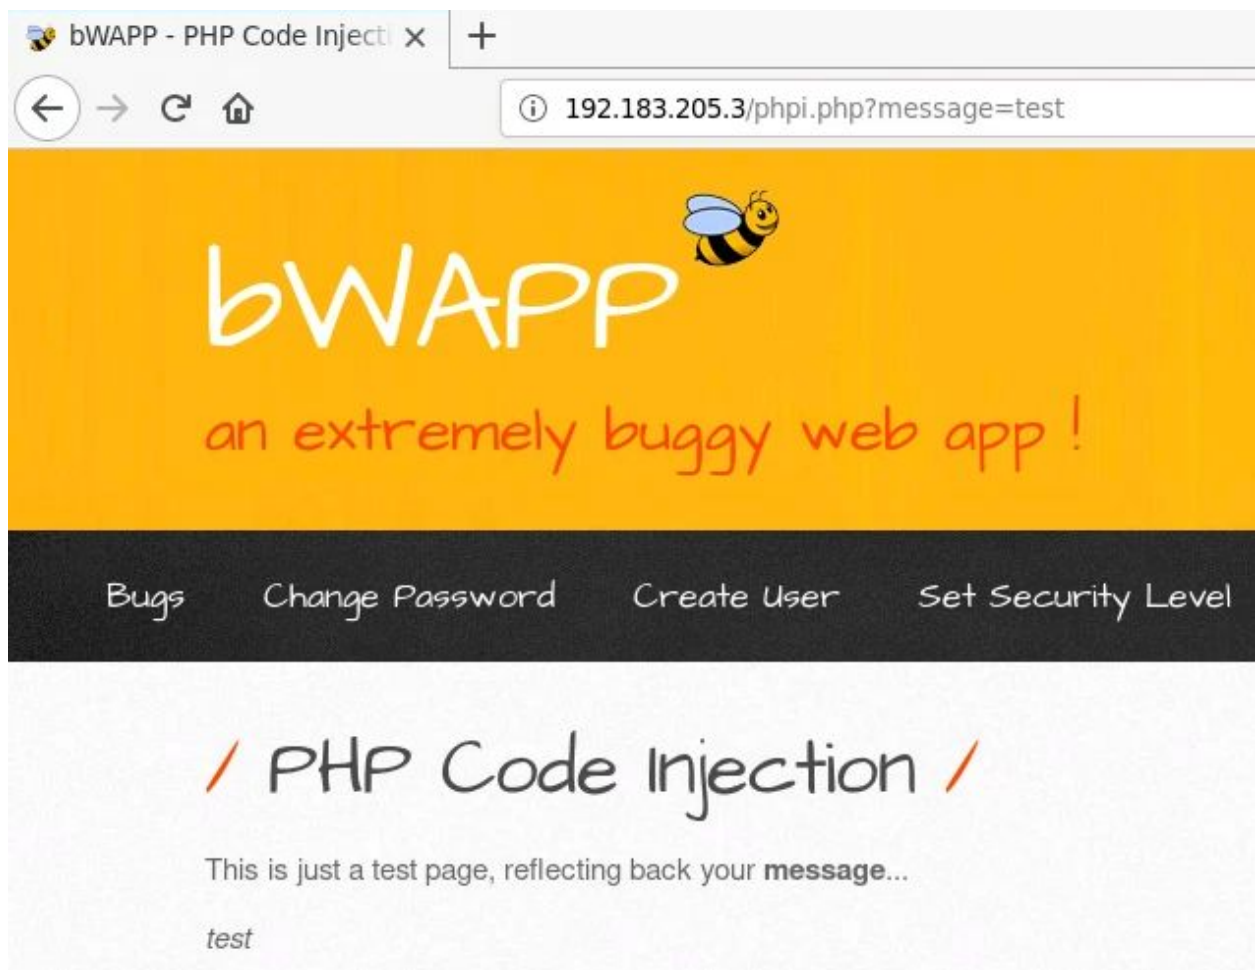 bWAPP - PHP Code Injecti
192.183.205.3/phpi.php?message=test
bWAPP
an extremely buggy web app !
Bugs Change Password Create User Set Security Level
/ PHP Code Injection /
This is just a test page, reflecting back your message...
test